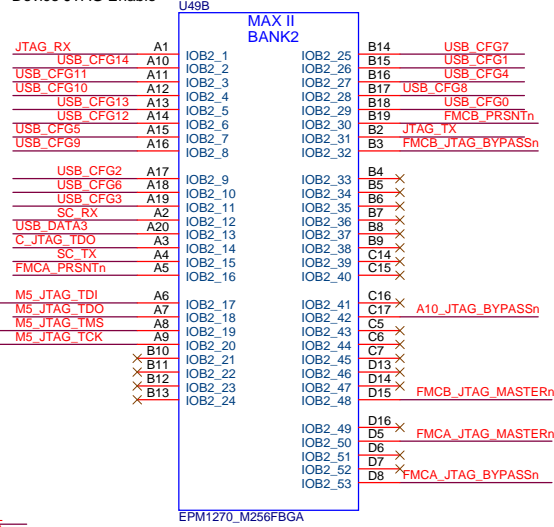 U49B
MAX II
BANK2
JTAG_RX A1 IOB2_1
USB_CFG14 A10 IOB2_2
USB_CFG11 A11 IOB2_3
USB_CFG10 A12 IOB2_4
USB_CFG13 A13 IOB2_5
USB_CFG12 A14 IOB2_6
USB_CFG5 A15 IOB2_7
USB_CFG9 A16 IOB2_8
USB_CFG2 A17 IOB2_9
USB_CFG6 A18 IOB2_10
USB_CFG3 A19 IOB2_11
SC_RX A2 IOB2_12
USB_DATA3 A20 IOB2_13
C_JTAG_TDO A3 IOB2_14
SC_TX A4 IOB2_15
FMCA_PRSNTn A5 IOB2_16
M5_JTAG_TDI A6 IOB2_17
M5_JTAG_TDO A7 IOB2_18
M5_JTAG_TMS A8 IOB2_19
M5_JTAG_TCK A9 IOB2_20
B10 IOB2_21
B11 IOB2_22
B12 IOB2_23
B13 IOB2_24
IOB2_25 B14 USB_CFG7
IOB2_26 B15 USB_CFG1
IOB2_27 B16 USB_CFG4
IOB2_28 B17 USB_CFG8
IOB2_29 B18 USB_CFG0
IOB2_30 B19 FMCB_PRSNTn
IOB2_31 B2 JTAG_TX
IOB2_32 B3 FMCB_JTAG_BYPASSn
IOB2_33 B4
IOB2_34 B5
IOB2_35 B6
IOB2_36 B7
IOB2_37 B8
IOB2_38 B9
IOB2_39 C14
IOB2_40 C15
IOB2_41 C16
IOB2_42 C17 A10_JTAG_BYPASSn
IOB2_43 C5
IOB2_44 C6
IOB2_45 C7
IOB2_46 D13
IOB2_47 D14
IOB2_48 D15 FMCB_JTAG_MASTERn
IOB2_49 D16
IOB2_50 D5 FMCA_JTAG_MASTERn
IOB2_51 D6
IOB2_52 D7
IOB2_53 D8 FMCA_JTAG_BYPASSn
EPM1270_M256FBGA